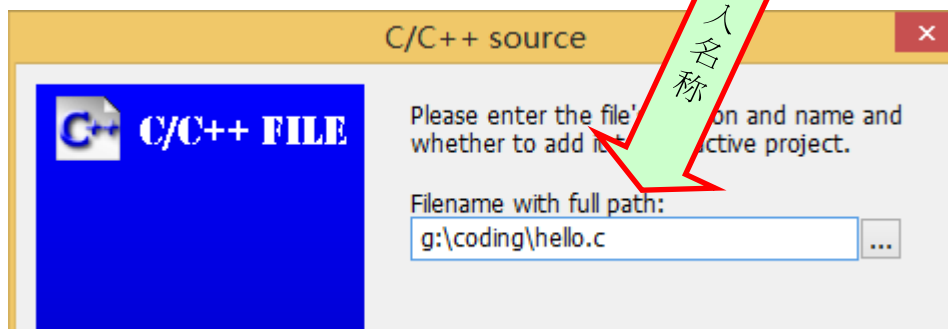 C/C++ source
入名称
C++ C/C++ FILE
Please enter the file's on and name and
whether to add active project.
Filename with full path:
g:\coding\hello.c
...